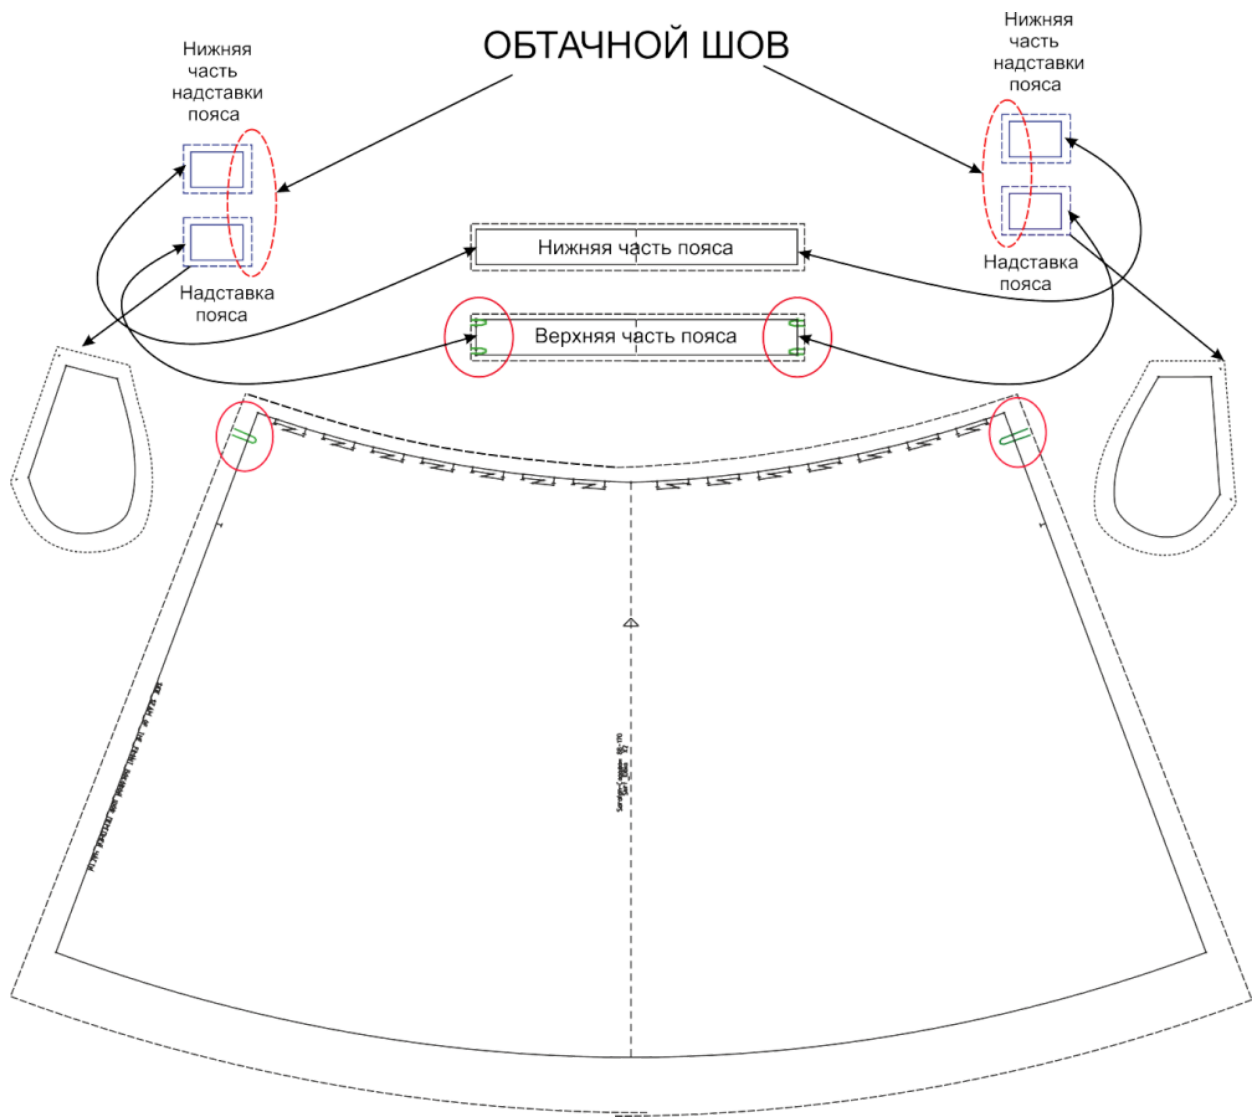 ОБТАЧНОЙ ШОВ
Нижняя
часть
надставки
пояса
Нижняя
часть
надставки
пояса
Нижняя часть пояса
Надставка
пояса
Надставка
пояса
Верхняя часть пояса